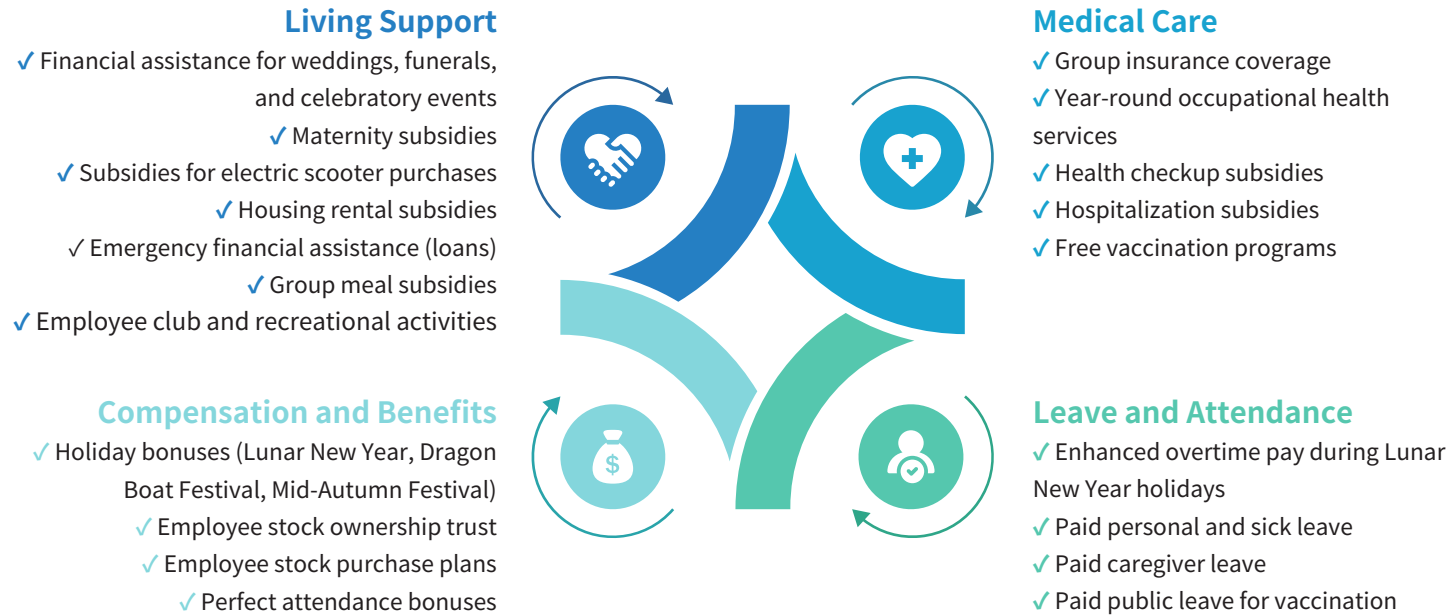 Living Support
✓ Financial assistance for weddings, funerals,
and celebratory events
✓ Maternity subsidies
✓ Subsidies for electric scooter purchases
✓ Housing rental subsidies
✓ Emergency financial assistance (loans)
✓ Group meal subsidies
✓ Employee club and recreational activities
Medical Care
✓ Group insurance coverage
✓ Year-round occupational health
services
✓ Health checkup subsidies
✓ Hospitalization subsidies
✓ Free vaccination programs
Compensation and Benefits
✓ Holiday bonuses (Lunar New Year, Dragon
Boat Festival, Mid-Autumn Festival)
✓ Employee stock ownership trust
✓ Employee stock purchase plans
✓ Perfect attendance bonuses
$
Leave and Attendance
✓ Enhanced overtime pay during Lunar
New Year holidays
✓ Paid personal and sick leave
✓ Paid caregiver leave
✓ Paid public leave for vaccination